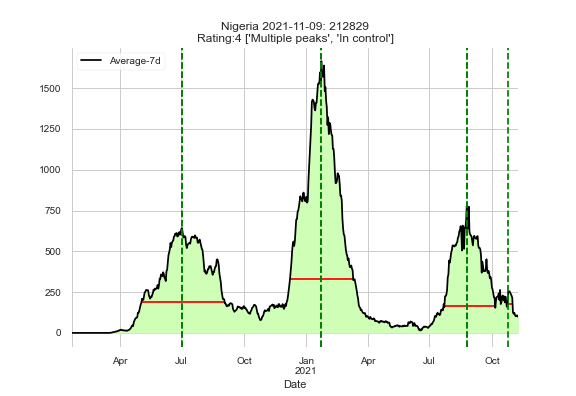 Nigeria 2021-11-09: 212829
Rating:4 ['Multiple peaks', 'In control']
Average-7d
1500
1250
1000
750
500
250
0
Apr
Jul
Oct
Jan
2021
Apr
Jul
Oct
Date